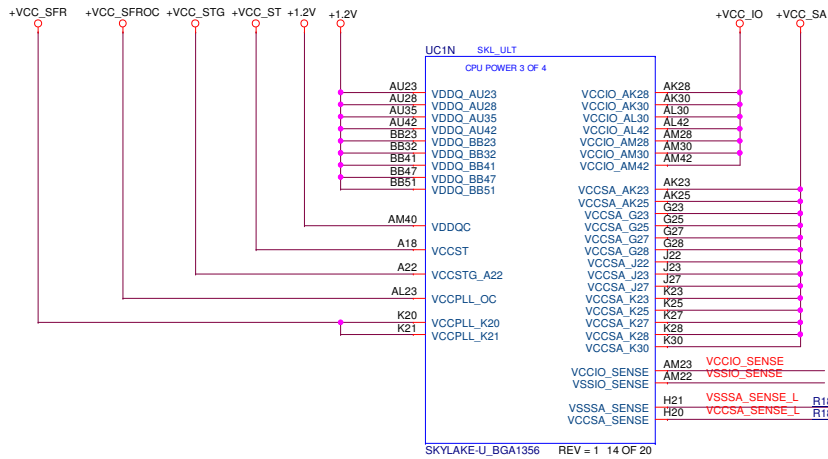 +VCC_SFR +VCC_SFROC +VCC_STG +VCC_ST +1.2V +1.2V +VCC_IO +VCC_SA
UC1N SKL_ULT
CPU POWER 3 OF 4
AU23 VDDQ_AU23 VCCIO_AK28 AK28
AU28 VDDQ_AU28 VCCIO_AK30 AK30
AU35 VDDQ_AU35 VCCIO_AL30 AL30
AU42 VDDQ_AU42 VCCIO_AL42 AL42
BB23 VDDQ_BB23 VCCIO_AM28 AM28
BB32 VDDQ_BB32 VCCIO_AM30 AM30
BB41 VDDQ_BB41 VCCIO_AM42 AM42
BB47 VDDQ_BB47
BB51 VDDQ_BB51 VCCSA_AK23 AK23
VCCSA_AK25 AK25
VCCSA_G23 G23
AM40 VDDQC VCCSA_G25 G25
VCCSA_G27 G27
A18 VCCST VCCSA_G28 G28
VCCSA_J22 J22
A22 VCCSTG_A22 VCCSA_J23 J23
VCCSA_J27 J27
AL23 VCCPLL_OC VCCSA_K23 K23
VCCSA_K25 K25
K20 VCCPLL_K20 VCCSA_K27 K27
K21 VCCPLL_K21 VCCSA_K28 K28
VCCSA_K30 K30
VCCIO_SENSE AM23 VCCIO_SENSE
VSSIO_SENSE AM22 VSSIO_SENSE
VSSSA_SENSE H21 VSSSA_SENSE_L R18
VCCSA_SENSE H20 VCCSA_SENSE_L R18
SKYLAKE-U_BGA1356 REV = 1 14 OF 20